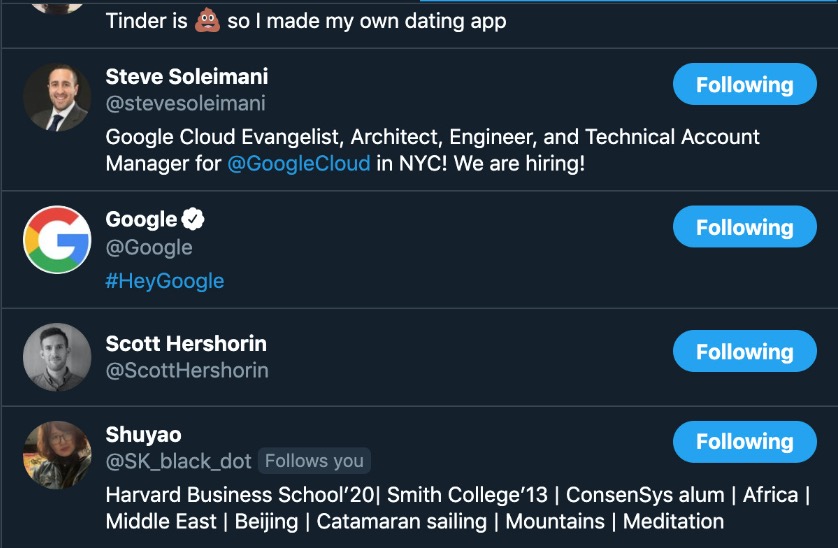 Tinder is 💩 so I made my own dating app
Steve Soleimani
Following
@stevesoleimani
Google Cloud Evangelist, Architect, Engineer, and Technical Account
Manager for @GoogleCloud in NYC! We are hiring!
Google
Following
@Google
#HeyGoogle
Scott Hershorin
Following
@ScottHershorin
Shuyao
Following
@SK_black_dot Follows you
Harvard Business School’20| Smith College’13 | ConsenSys alum | Africa |
Middle East | Beijing | Catamaran sailing | Mountains | Meditation